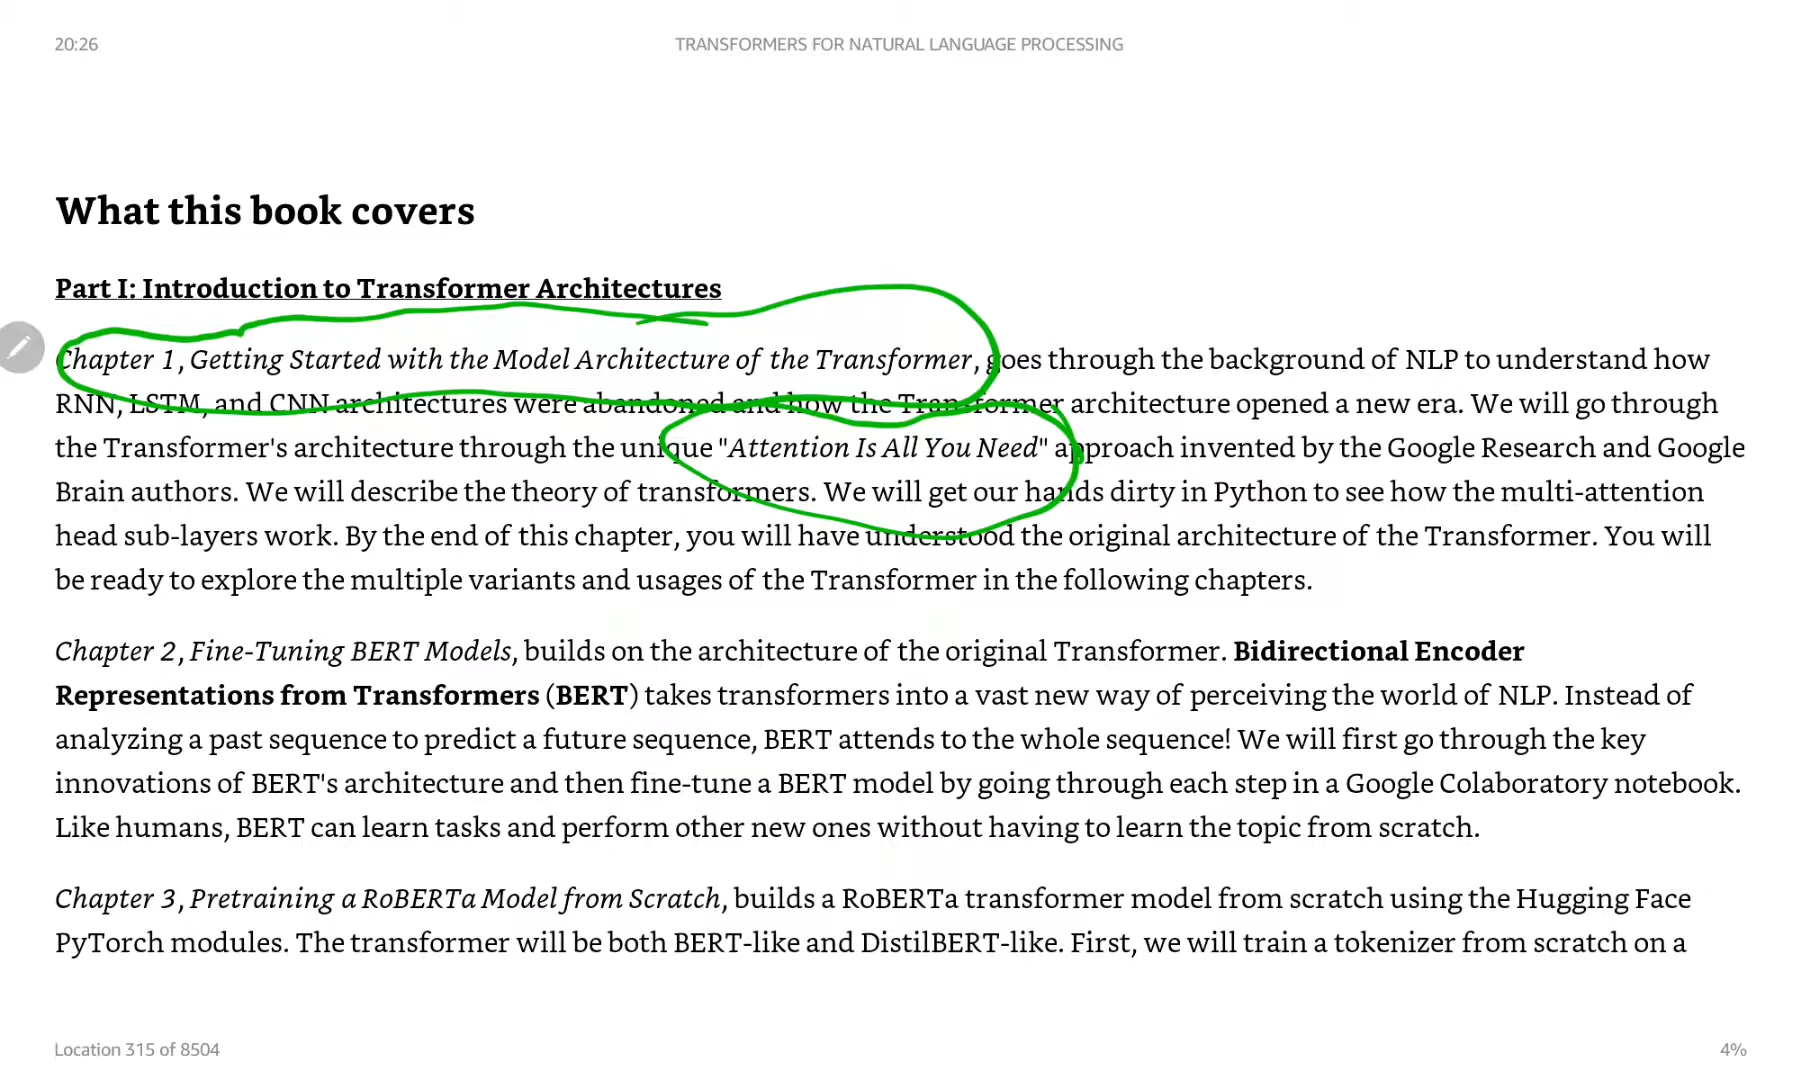 20:26
TRANSFORMERS FOR NATURAL LANGUAGE PROCESSING
What this book covers
Part I: Introduction to Transformer Architectures
Chapter 1, Getting Started with the Model Architecture of the Transformer, goes through the background of NLP to understand how
RNN, LSTM, and CNN architectures were abandoned and how the Transformer architecture opened a new era. We will go through
the Transformer's architecture through the unique "Attention Is All You Need" approach invented by the Google Research and Google
Brain authors. We will describe the theory of transformers. We will get our hands dirty in Python to see how the multi-attention
head sub-layers work. By the end of this chapter, you will have understood the original architecture of the Transformer. You will
be ready to explore the multiple variants and usages of the Transformer in the following chapters.
Chapter 2, Fine-Tuning BERT Models, builds on the architecture of the original Transformer. Bidirectional Encoder
Representations from Transformers (BERT) takes transformers into a vast new way of perceiving the world of NLP. Instead of
analyzing a past sequence to predict a future sequence, BERT attends to the whole sequence! We will first go through the key
innovations of BERT's architecture and then fine-tune a BERT model by going through each step in a Google Colaboratory notebook.
Like humans, BERT can learn tasks and perform other new ones without having to learn the topic from scratch.
Chapter 3, Pretraining a RoBERTa Model from Scratch, builds a RoBERTa transformer model from scratch using the Hugging Face
PyTorch modules. The transformer will be both BERT-like and DistilBERT-like. First, we will train a tokenizer from scratch on a
Location 315 of 8504
4%